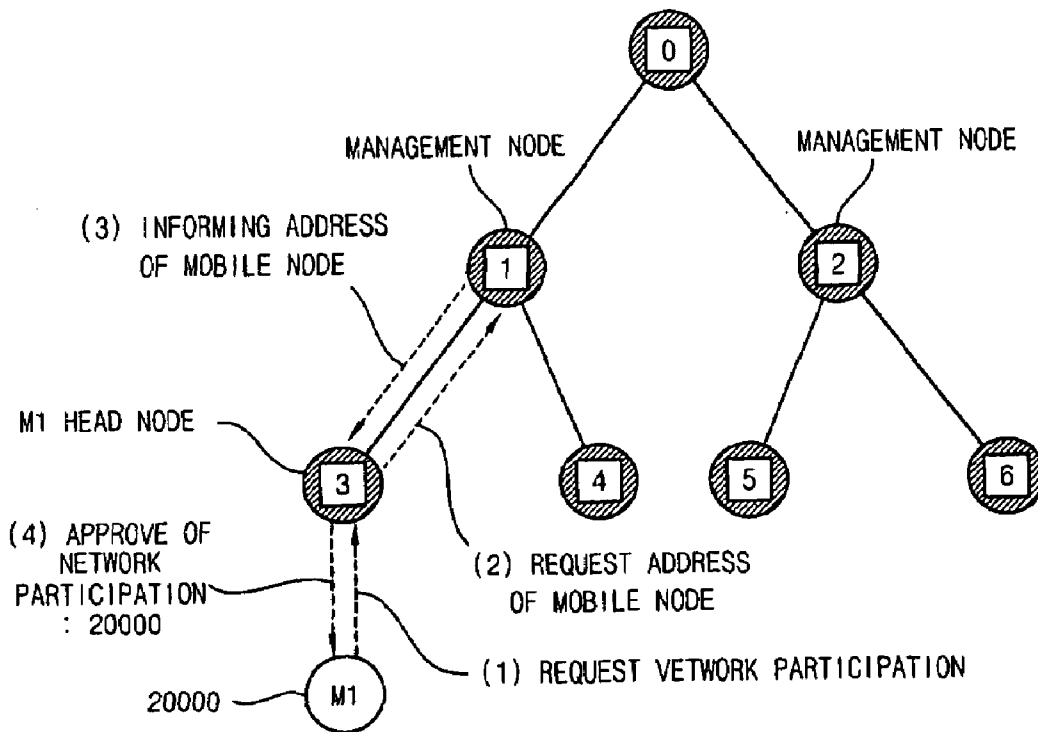 0
MANAGEMENT NODE
MANAGEMENT NODE
(3) INFORMING ADDRESS
OF MOBILE NODE
1
2
M1 HEAD NODE
3
4
5
6
(4) APPROVE OF
NETWORK
PARTICIPATION
: 20000
(2) REQUEST ADDRESS
OF MOBILE NODE
(1) REQUEST VETWORK PARTICIPATION
20000
M1